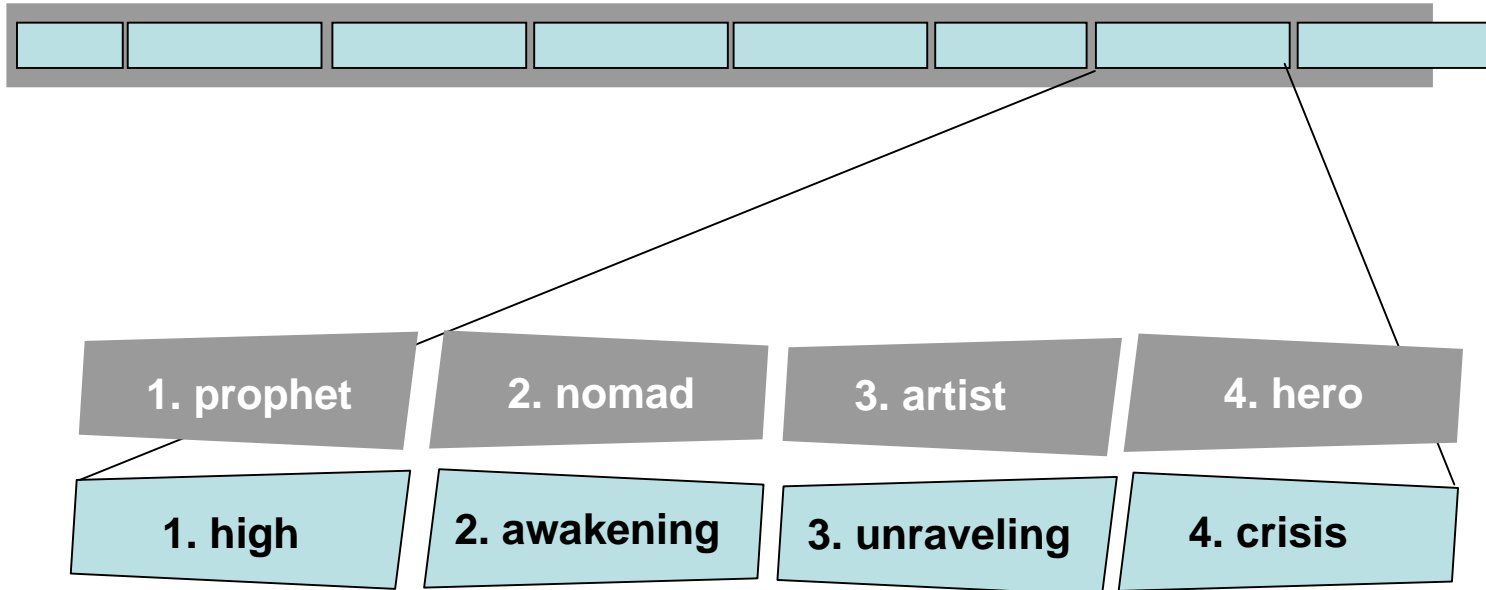 1. prophet
2. nomad
3. artist
4. hero
1. high
2. awakening
3. unraveling
4. crisis